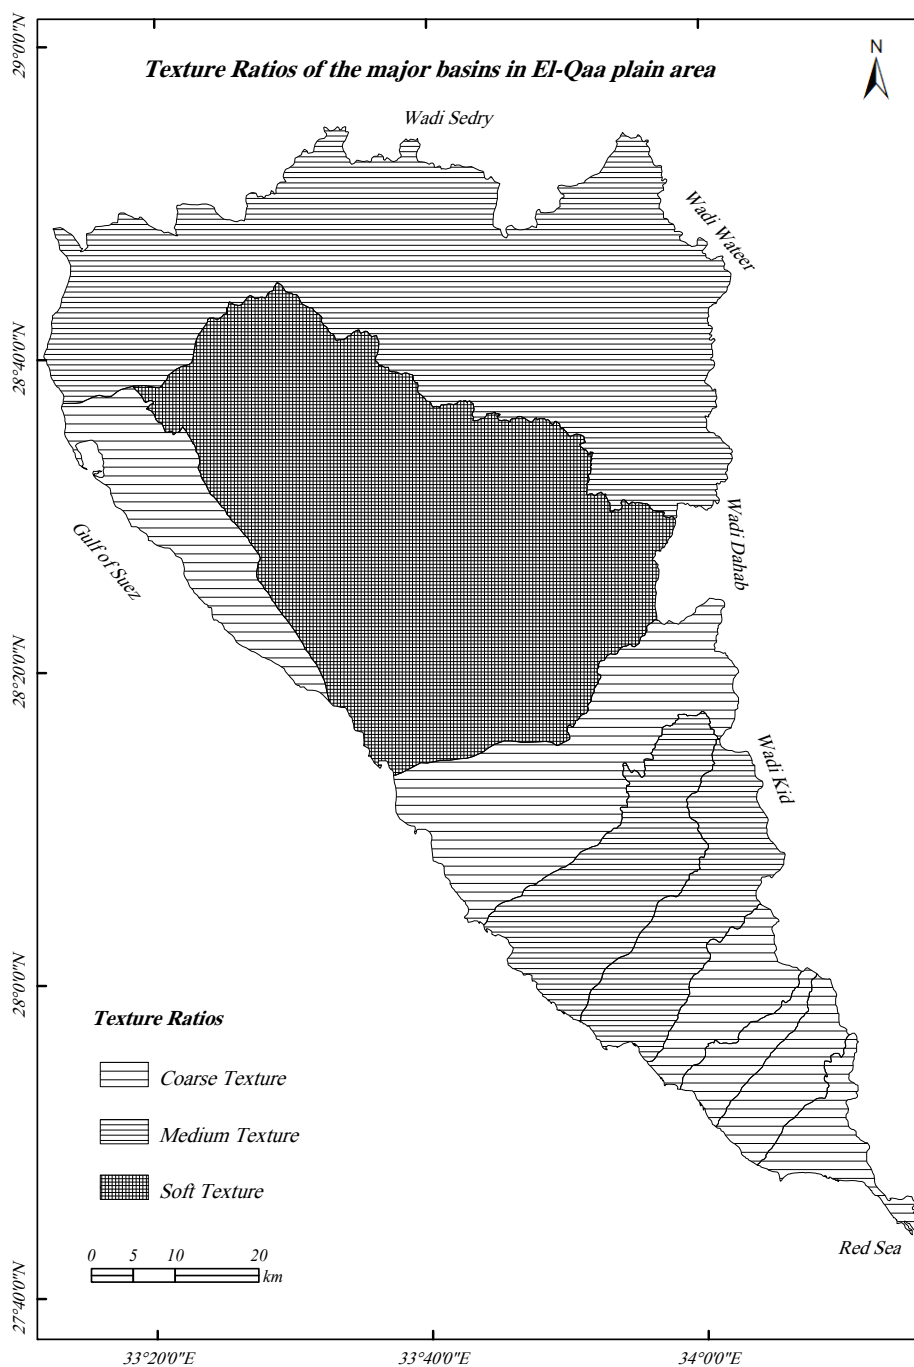 Texture Ratios of the major basins in El-Qaa plain area
N
Wadi Sedry
Wadi Wateer
Wadi Dahab
Gulf of Suez
Wadi Kid
Red Sea
29°0'0"N
28°40'0"N
28°20'0"N
28°0'0"N
27°40'0"N
Texture Ratios
Coarse Texture
Medium Texture
Soft Texture
0 5 10 20
km
33°20'0"E 33°40'0"E 34°0'0"E